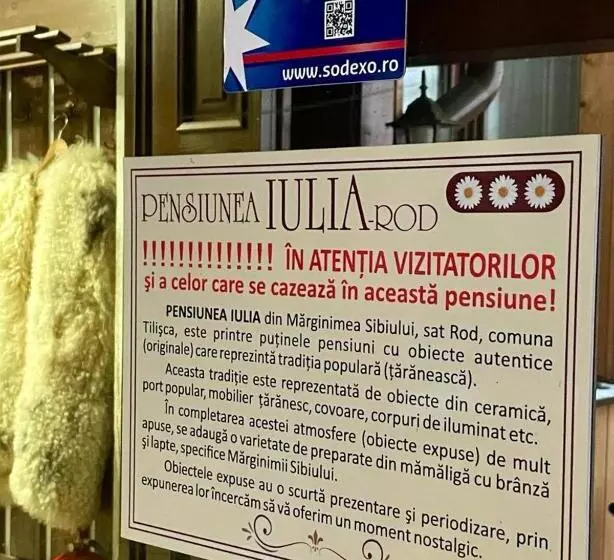 www.sodexo.ro
PENSIUNEA IULIA-ROD
!!!!!!!!!!!!!! ÎN ATENȚIA VIZITATORILOR
și a celor care se cazează în această pensiune!
PENSIUNEA IULIA din Mărginimea Sibiului, sat Rod, comuna
Tilișca, este printre puținele pensiuni cu obiecte autentice
(originale) care reprezintă tradiția populară (țărănească).
Aceasta tradiție este reprezentată de obiecte din ceramică,
port popular, mobilier țărănesc, covoare, corpuri de iluminat etc.
În completarea acestei atmosfere (obiecte expuse) de mult
apuse, se adaugă o varietate de preparate din mămăligă cu brânză
și lapte, specifice Mărginimii Sibiului.
Obiectele expuse au o scurtă prezentare și periodizare, prin
expunerea lor încercăm să vă oferim un moment nostalgic.